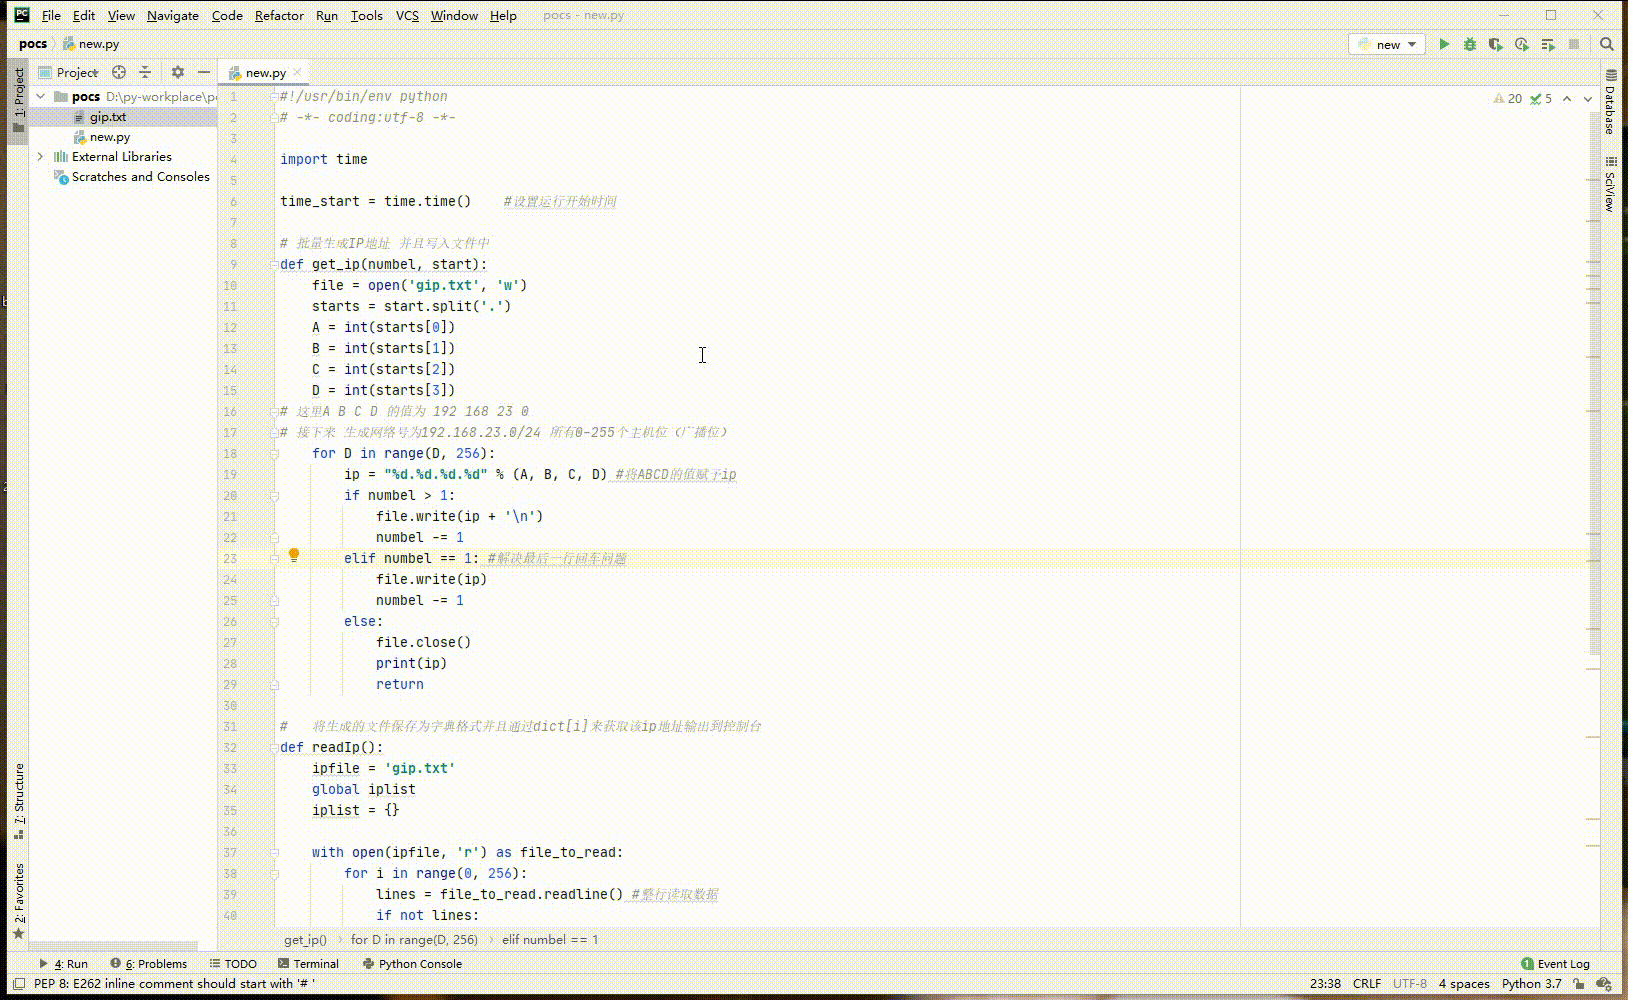 File Edit View Navigate Code Refactor Run Tools VCS Window Help pocs - new.py
pocs new.py new
1: Project
Project
new.py
pocs D:\py-workplace\p
gip.txt
new.py
External Libraries
Scratches and Consoles
20 5
Database
SciView
1 #!/usr/bin/env python
2 # -*- coding:utf-8 -*-
3
4 import time
5
6 time_start = time.time() #设置运行开始时间
7
8 # 批量生成IP地址 并且写入文件中
9 def get_ip(numbel, start):
10 file = open('gip.txt', 'w')
11 starts = start.split('.')
12 A = int(starts[0])
13 B = int(starts[1])
14 C = int(starts[2])
15 D = int(starts[3])
16 # 这里A B C D 的值为 192 168 23 0
17 # 接下来 生成网络号为192.168.23.0/24 所有0-255个主机位（广播位）
18 for D in range(D, 256):
19 ip = "%d.%d.%d.%d" % (A, B, C, D) #将ABCD的值赋予ip
20 if numbel > 1:
21 file.write(ip + '\n')
22 numbel -= 1
23 elif numbel == 1: #解决最后一行回车问题
24 file.write(ip)
25 numbel -= 1
26 else:
27 file.close()
28 print(ip)
29 return
30
31 # 将生成的文件保存为字典格式并且通过dict[i]来获取该ip地址输出到控制台
32 def readIp():
33 ipfile = 'gip.txt'
34 global iplist
35 iplist = {}
36
37 with open(ipfile, 'r') as file_to_read:
38 for i in range(0, 256):
39 lines = file_to_read.readline() #整行读取数据
40 if not lines:
7: Structure
2: Favorites
get_ip() for D in range(D, 256) elif numbel == 1
4: Run 6: Problems TODO Terminal Python Console 1 Event Log
PEP 8: E262 inline comment should start with '# ' 23:38 CRLF UTF-8 4 spaces Python 3.7